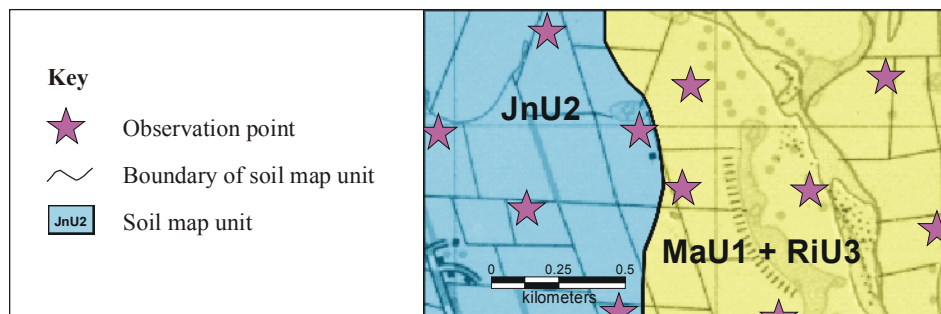 Key
Observation point
Boundary of soil map unit
JnU2
Soil map unit
JnU2
MaU1 + RiU3
0 0.25 0.5
kilometers